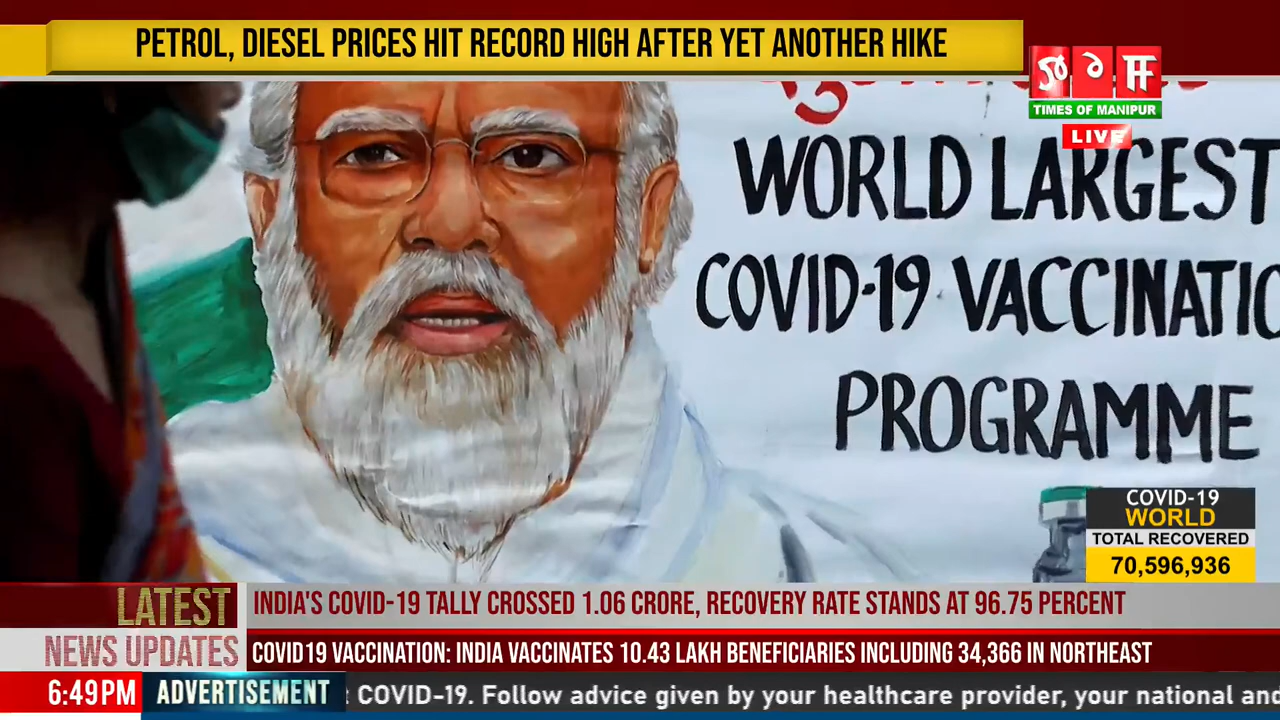 PETROL, DIESEL PRICES HIT RECORD HIGH AFTER YET ANOTHER HIKE
TIMES OF MANIPUR
LIVE
WORLD LARGEST
COVID-19 VACCINATIO
PROGRAMME
COVID-19
WORLD
TOTAL RECOVERED
70,596,936
LATEST
NEWS UPDATES
INDIA'S COVID-19 TALLY CROSSED 1.06 CRORE, RECOVERY RATE STANDS AT 96.75 PERCENT
COVID19 VACCINATION: INDIA VACCINATES 10.43 LAKH BENEFICIARIES INCLUDING 34,366 IN NORTHEAST
6:49PM
ADVERTISEMENT
: COVID-19. Follow advice given by your healthcare provider, your national and